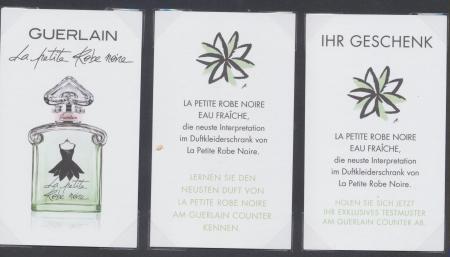 GUERLAIN
La petite Robe noire
Guerlain
La petite
Robe noire
LA PETITE ROBE NOIRE
EAU FRAÎCHE,
die neuste Interpretation
im Duftkleiderschrank von
La Petite Robe Noire.
LERNEN SIE DEN
NEUSTEN DUFT VON
LA PETITE ROBE NOIRE
AM GUERLAIN COUNTER
KENNEN.
IHR GESCHENK
LA PETITE ROBE NOIRE
EAU FRAÎCHE,
die neuste Interpretation
im Duftkleiderschrank von
La Petite Robe Noire.
HOLEN SIE SICH JETZT
IHR EXKLUSIVES TESTMUSTER
AM GUERLAIN COUNTER AB.